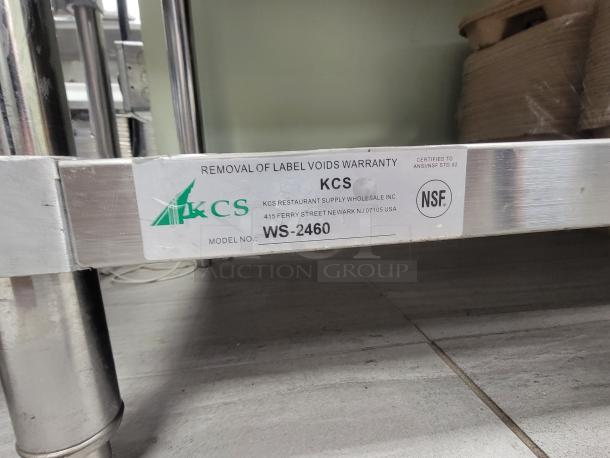 REMOVAL OF LABEL VOIDS WARRANTY
CERTIFIED TO
ANSI/NSF STD.02
KCS
KCS
KCS RESTAURANT SUPPLY WHOLESALE INC.
415 FERRY STREET NEWARK NJ 07105 USA
NSF
MODEL NO.: WS-2460
AUCTION GROUP